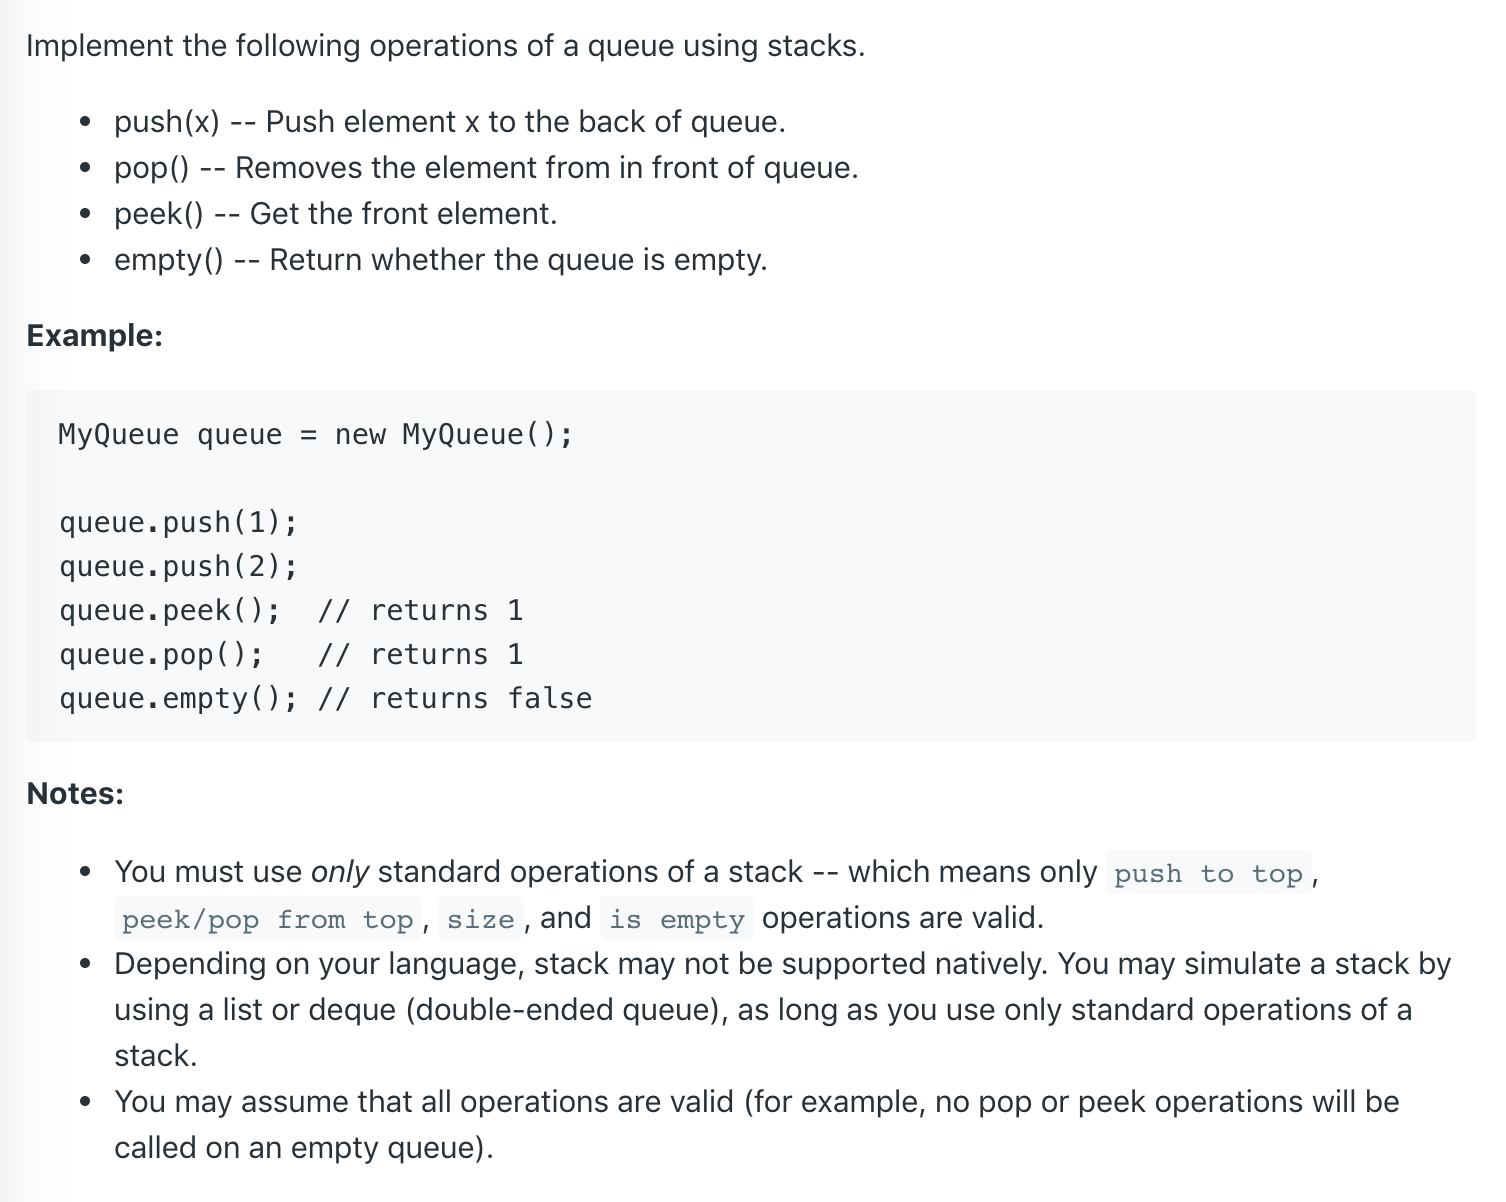 Implement the following operations of a queue using stacks.
• push(x) -- Push element x to the back of queue.
• pop() -- Removes the element from in front of queue.
• peek() -- Get the front element.
• empty() -- Return whether the queue is empty.
Example:
MyQueue queue = new MyQueue();
queue.push(1);
queue.push(2);
queue.peek();  // returns 1
queue.pop();   // returns 1
queue.empty(); // returns false
Notes:
• You must use only standard operations of a stack -- which means only push to top,
peek/pop from top, size, and is empty operations are valid.
• Depending on your language, stack may not be supported natively. You may simulate a stack by
using a list or deque (double-ended queue), as long as you use only standard operations of a
stack.
• You may assume that all operations are valid (for example, no pop or peek operations will be
called on an empty queue).